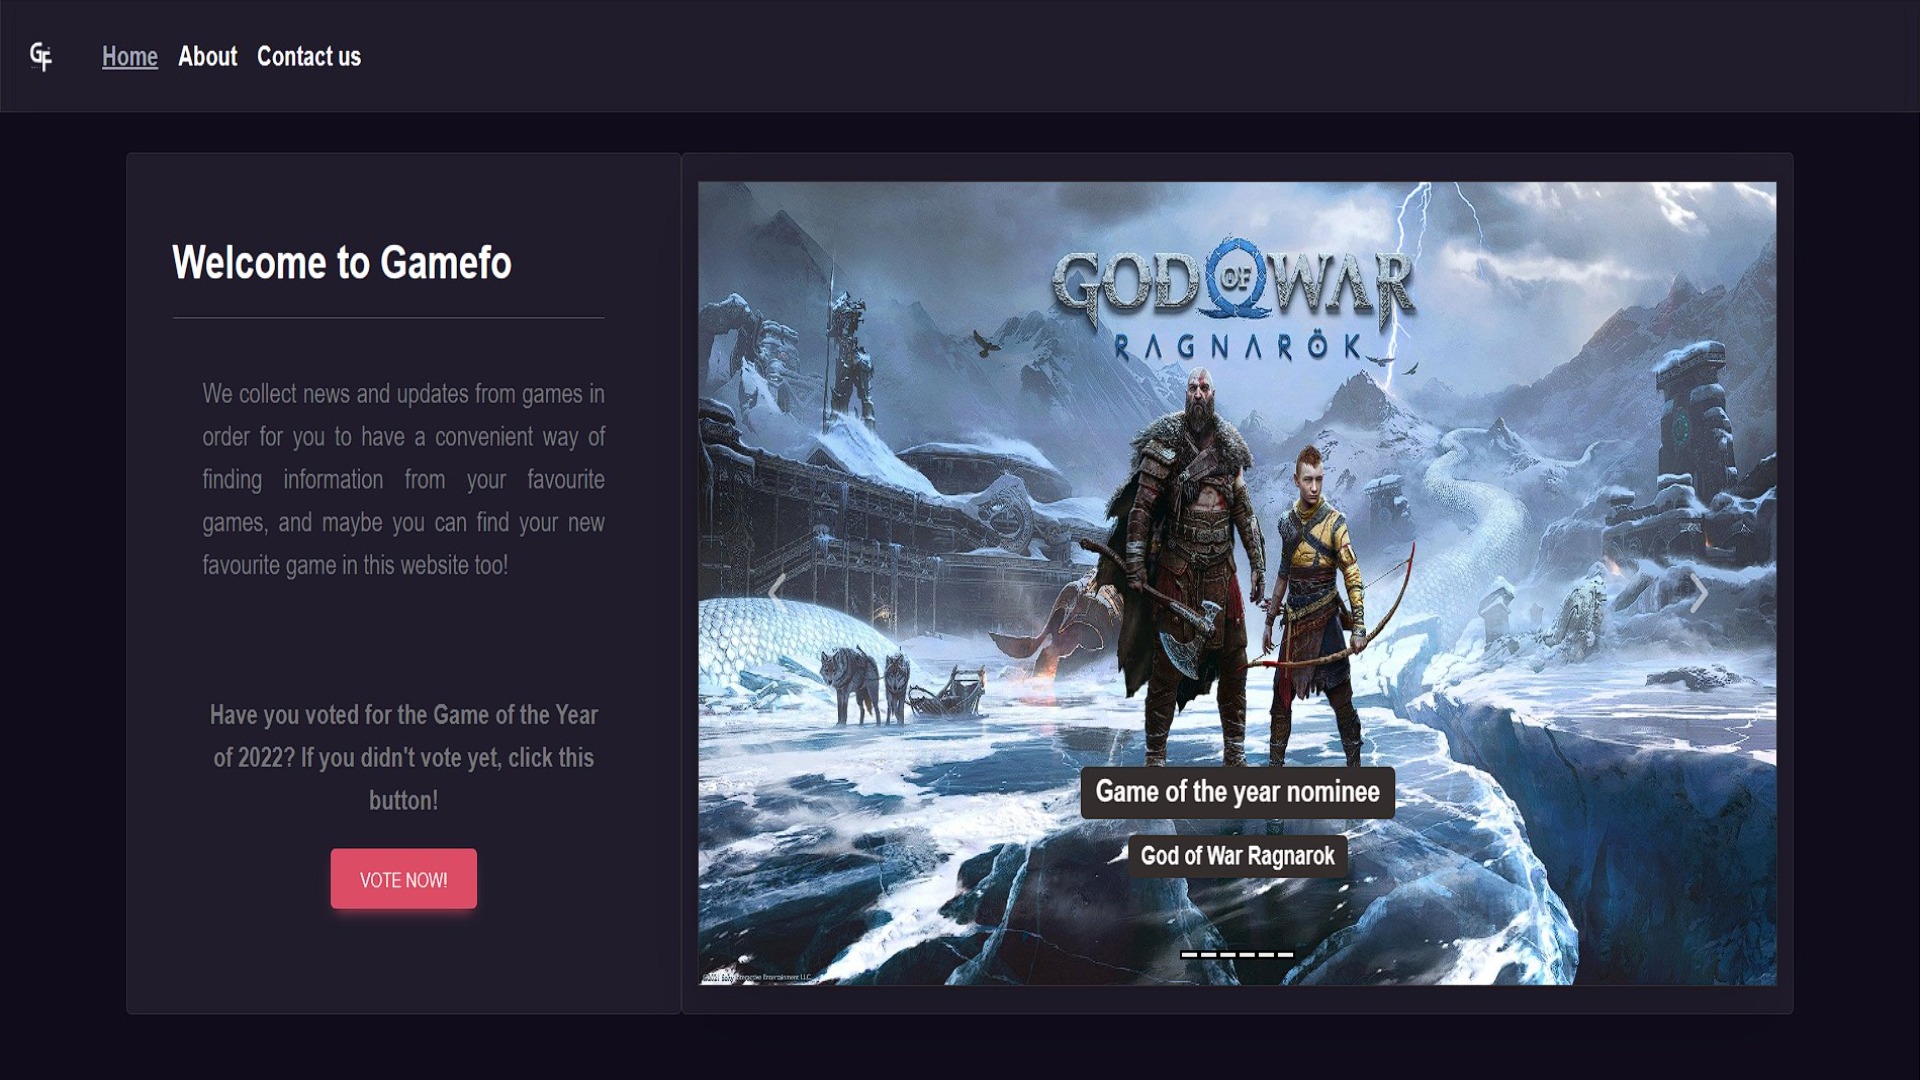 GF
Home About Contact us
Welcome to Gamefo
We collect news and updates from games in
order for you to have a convenient way of
finding information from your favourite
games, and maybe you can find your new
favourite game in this website too!
Have you voted for the Game of the Year
of 2022? If you didn't vote yet, click this
button!
VOTE NOW!
GOD OF WAR
RAGNARÖK
Game of the year nominee
God of War Ragnarok
Interactive Entertainment LLC